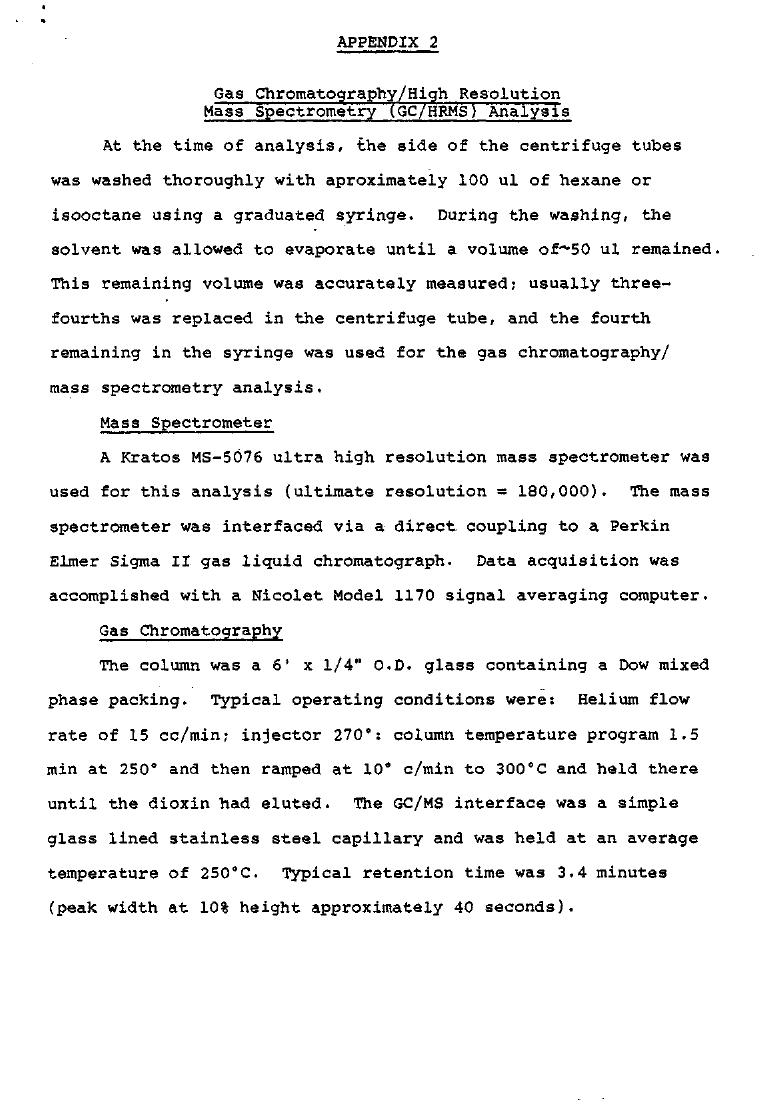 APPENDIX 2
Gas Chromatography/High Resolution
Mass Spectrometry (GC/HRMS) Analysis
At the time of analysis, the side of the centrifuge tubes
was washed thoroughly with aproximately 100 ul of hexane or
isooctane using a graduated syringe. During the washing, the
solvent was allowed to evaporate until a volume of~50 ul remained.
This remaining volume was accurately measured; usually three-
fourths was replaced in the centrifuge tube, and the fourth
remaining in the syringe was used for the gas chromatography/
mass spectrometry analysis.
Mass Spectrometer
A Kratos MS-5076 ultra high resolution mass spectrometer was
used for this analysis (ultimate resolution = 180,000). The mass
spectrometer was interfaced via a direct coupling to a Perkin
Elmer Sigma II gas liquid chromatograph. Data acquisition was
accomplished with a Nicolet Model 1170 signal averaging computer.
Gas Chromatography
The column was a 6' x 1/4" O.D. glass containing a Dow mixed
phase packing. Typical operating conditions were: Helium flow
rate of 15 cc/min; injector 270°: column temperature program 1.5
min at 250° and then ramped at 10° c/min to 300°C and held there
until the dioxin had eluted. The GC/MS interface was a simple
glass lined stainless steel capillary and was held at an average
temperature of 250°C. Typical retention time was 3.4 minutes
(peak width at 10% height approximately 40 seconds).